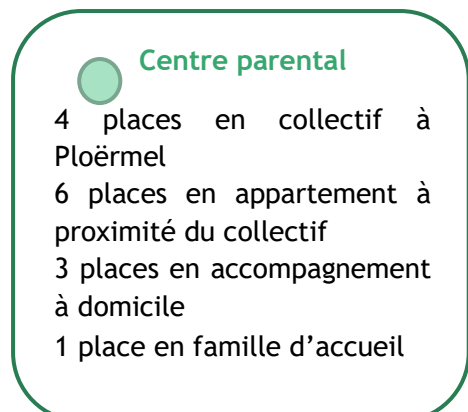 Centre parental
4 places en collectif à
Ploërmel
6 places en appartement à
proximité du collectif
3 places en accompagnement
à domicile
1 place en famille d’accueil